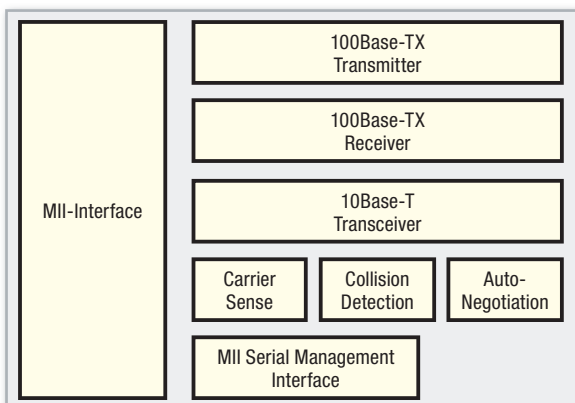 MII-Interface
100Base-TX
Transmitter
100Base-TX
Receiver
10Base-T
Transceiver
Carrier
Sense
Collision
Detection
Auto-
Negotiation
MII Serial Management
Interface